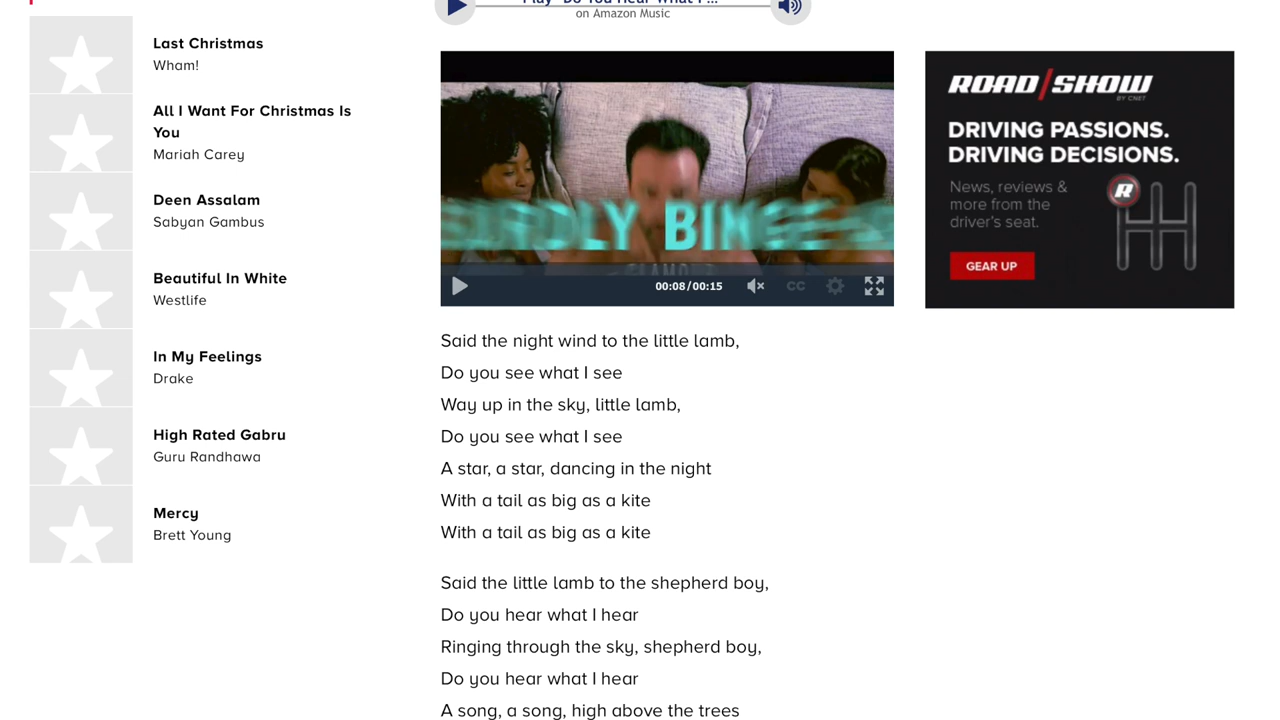 on Amazon Music
Last Christmas
Wham!
All I Want For Christmas Is
You
Mariah Carey
Deen Assalam
Sabyan Gambus
Beautiful In White
Westlife
In My Feelings
Drake
High Rated Gabru
Guru Randhawa
Mercy
Brett Young
00:08/00:15
CC
Said the night wind to the little lamb,
Do you see what I see
Way up in the sky, little lamb,
Do you see what I see
A star, a star, dancing in the night
With a tail as big as a kite
With a tail as big as a kite
Said the little lamb to the shepherd boy,
Do you hear what I hear
Ringing through the sky, shepherd boy,
Do you hear what I hear
A song, a song, high above the trees
ROAD/SHOW
BY CNET
DRIVING PASSIONS.
DRIVING DECISIONS.
News, reviews &
more from the
driver's seat.
R
GEAR UP